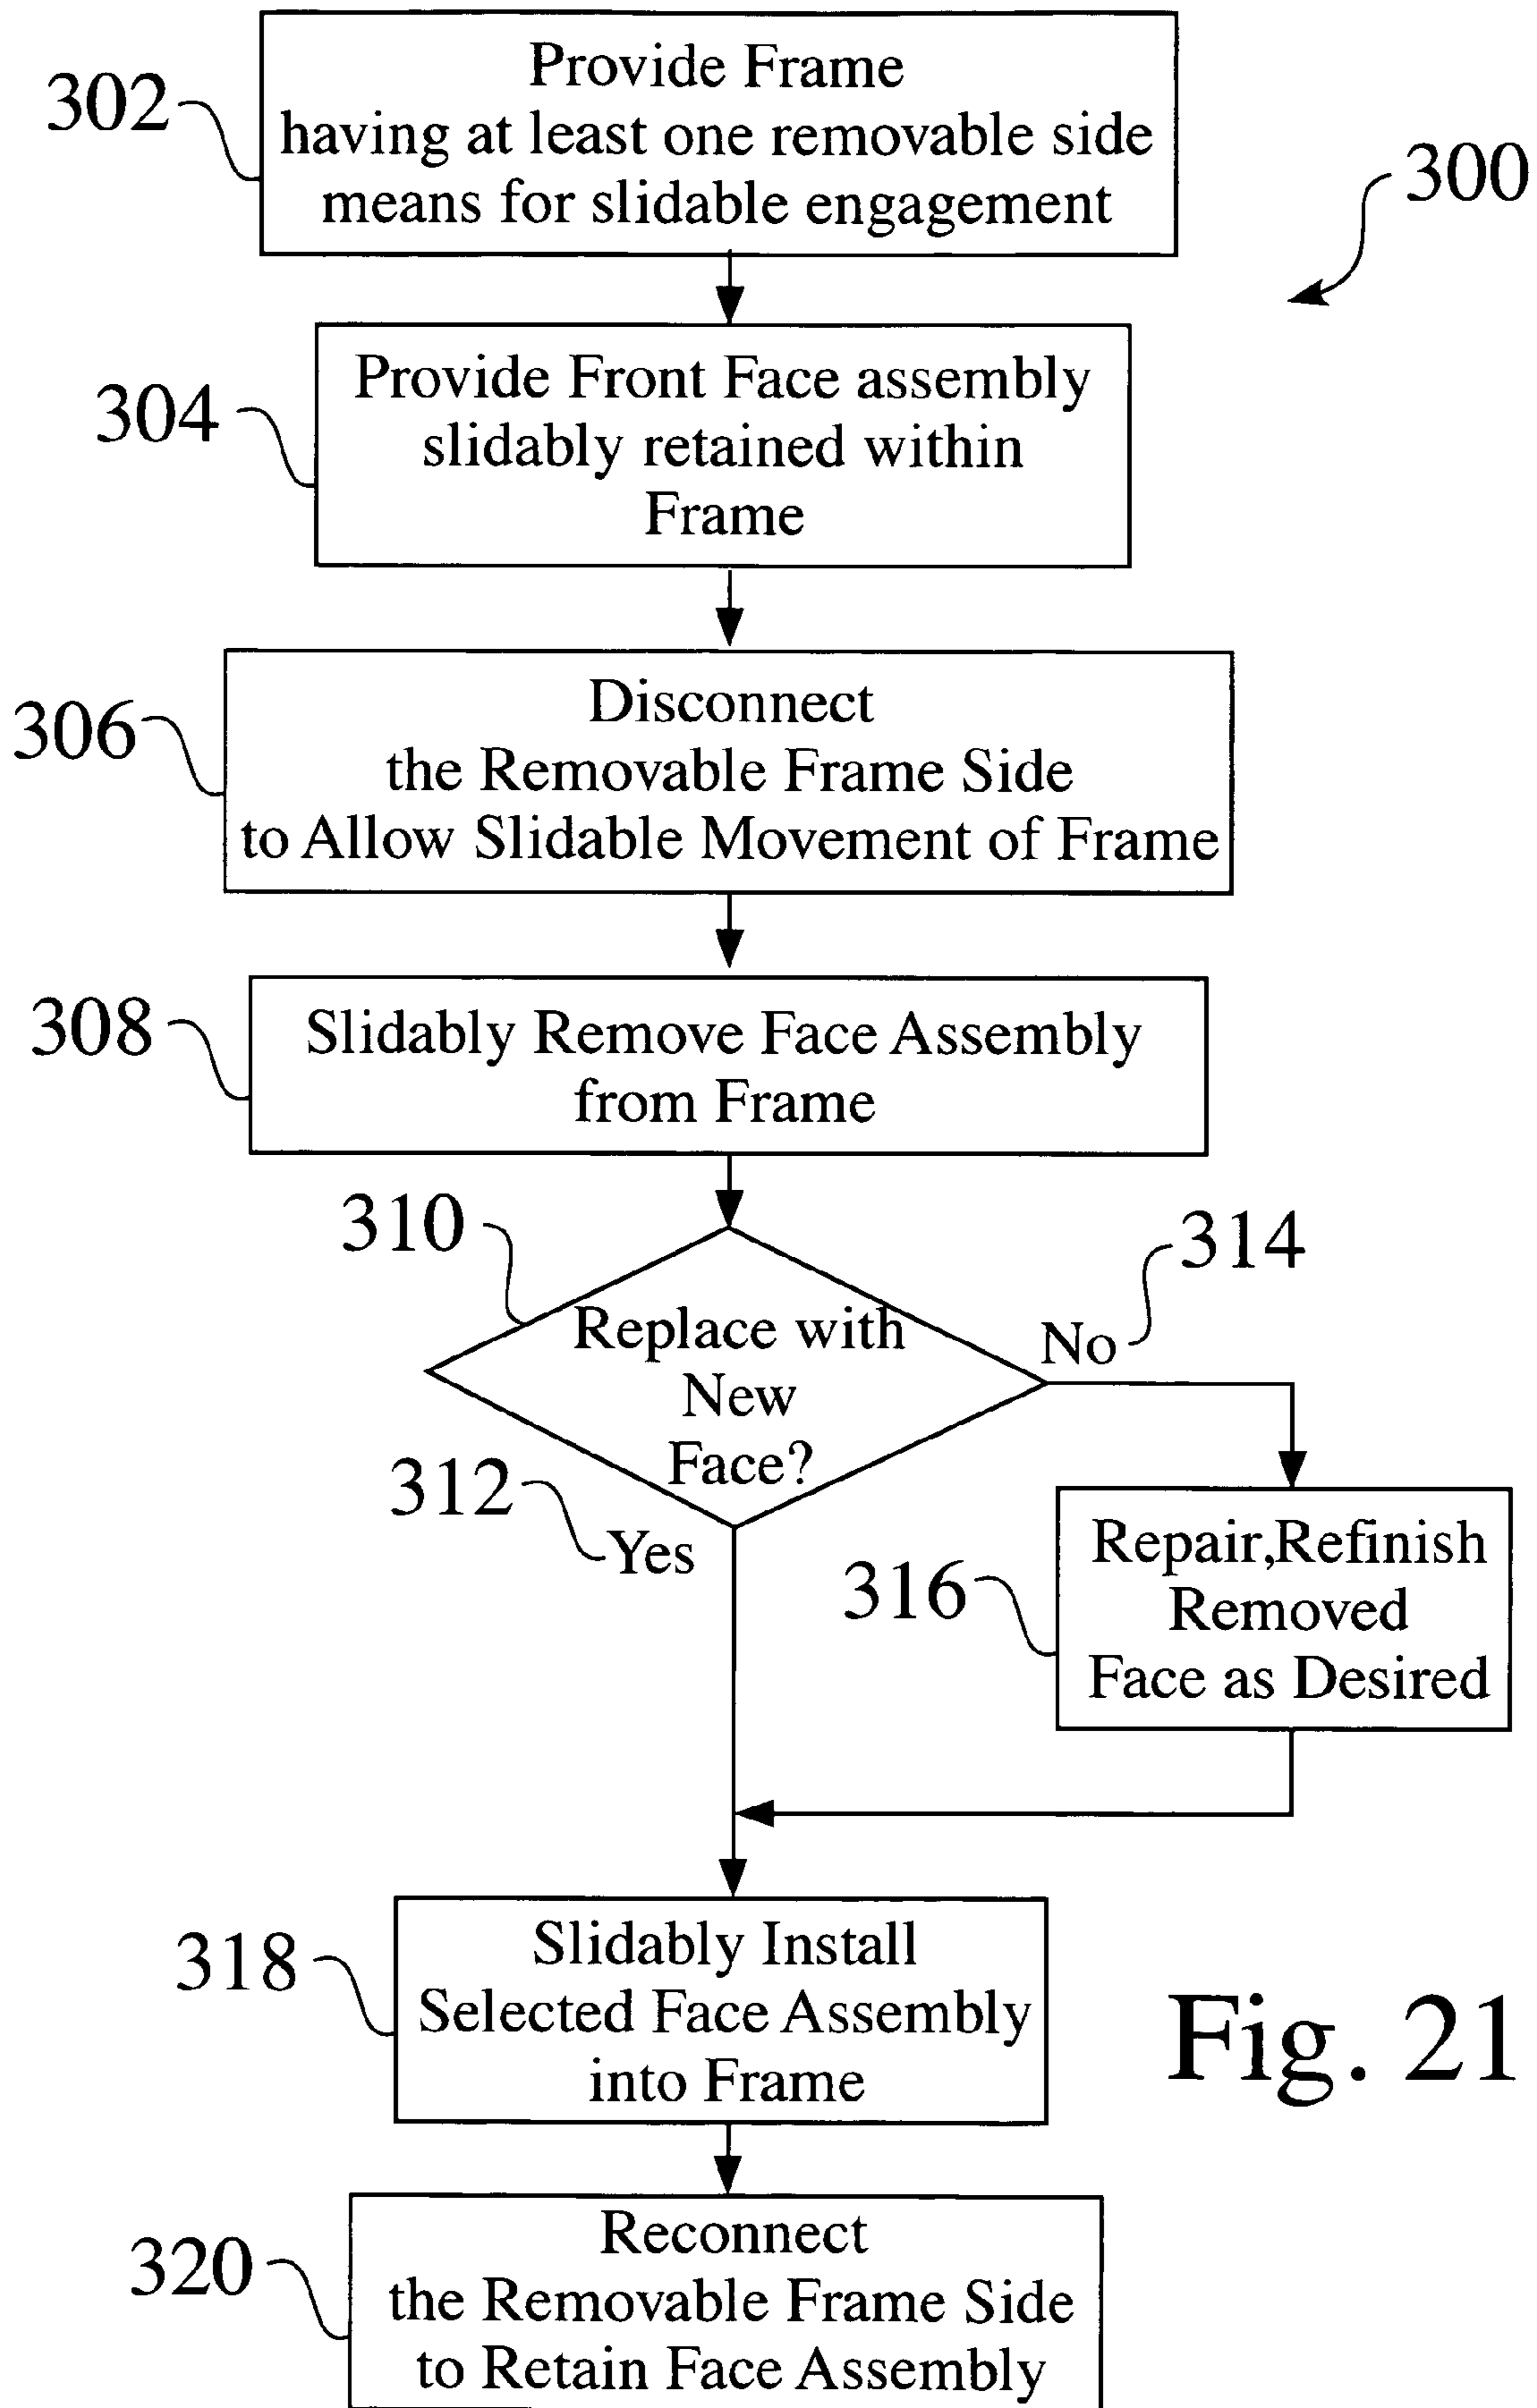 302
Provide Frame
having at least one removable side
means for slidable engagement
300
304
Provide Front Face assembly
slidably retained within
Frame
306
Disconnect
the Removable Frame Side
to Allow Slidable Movement of Frame
308
Slidably Remove Face Assembly
from Frame
310
Replace with
New
Face?
314
No
312
Yes
316
Repair,Refinish
Removed
Face as Desired
318
Slidably Install
Selected Face Assembly
into Frame
Fig. 21
320
Reconnect
the Removable Frame Side
to Retain Face Assembly